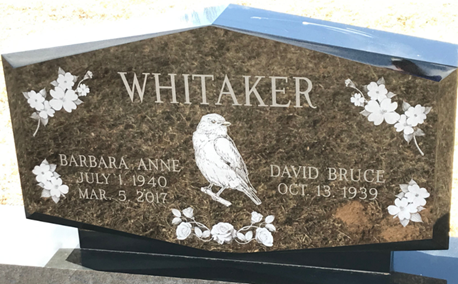 WHITAKER
BARBARA ANNE
JULY 1, 1940
MAR. 5, 2017
DAVID BRUCE
OCT. 13, 1939